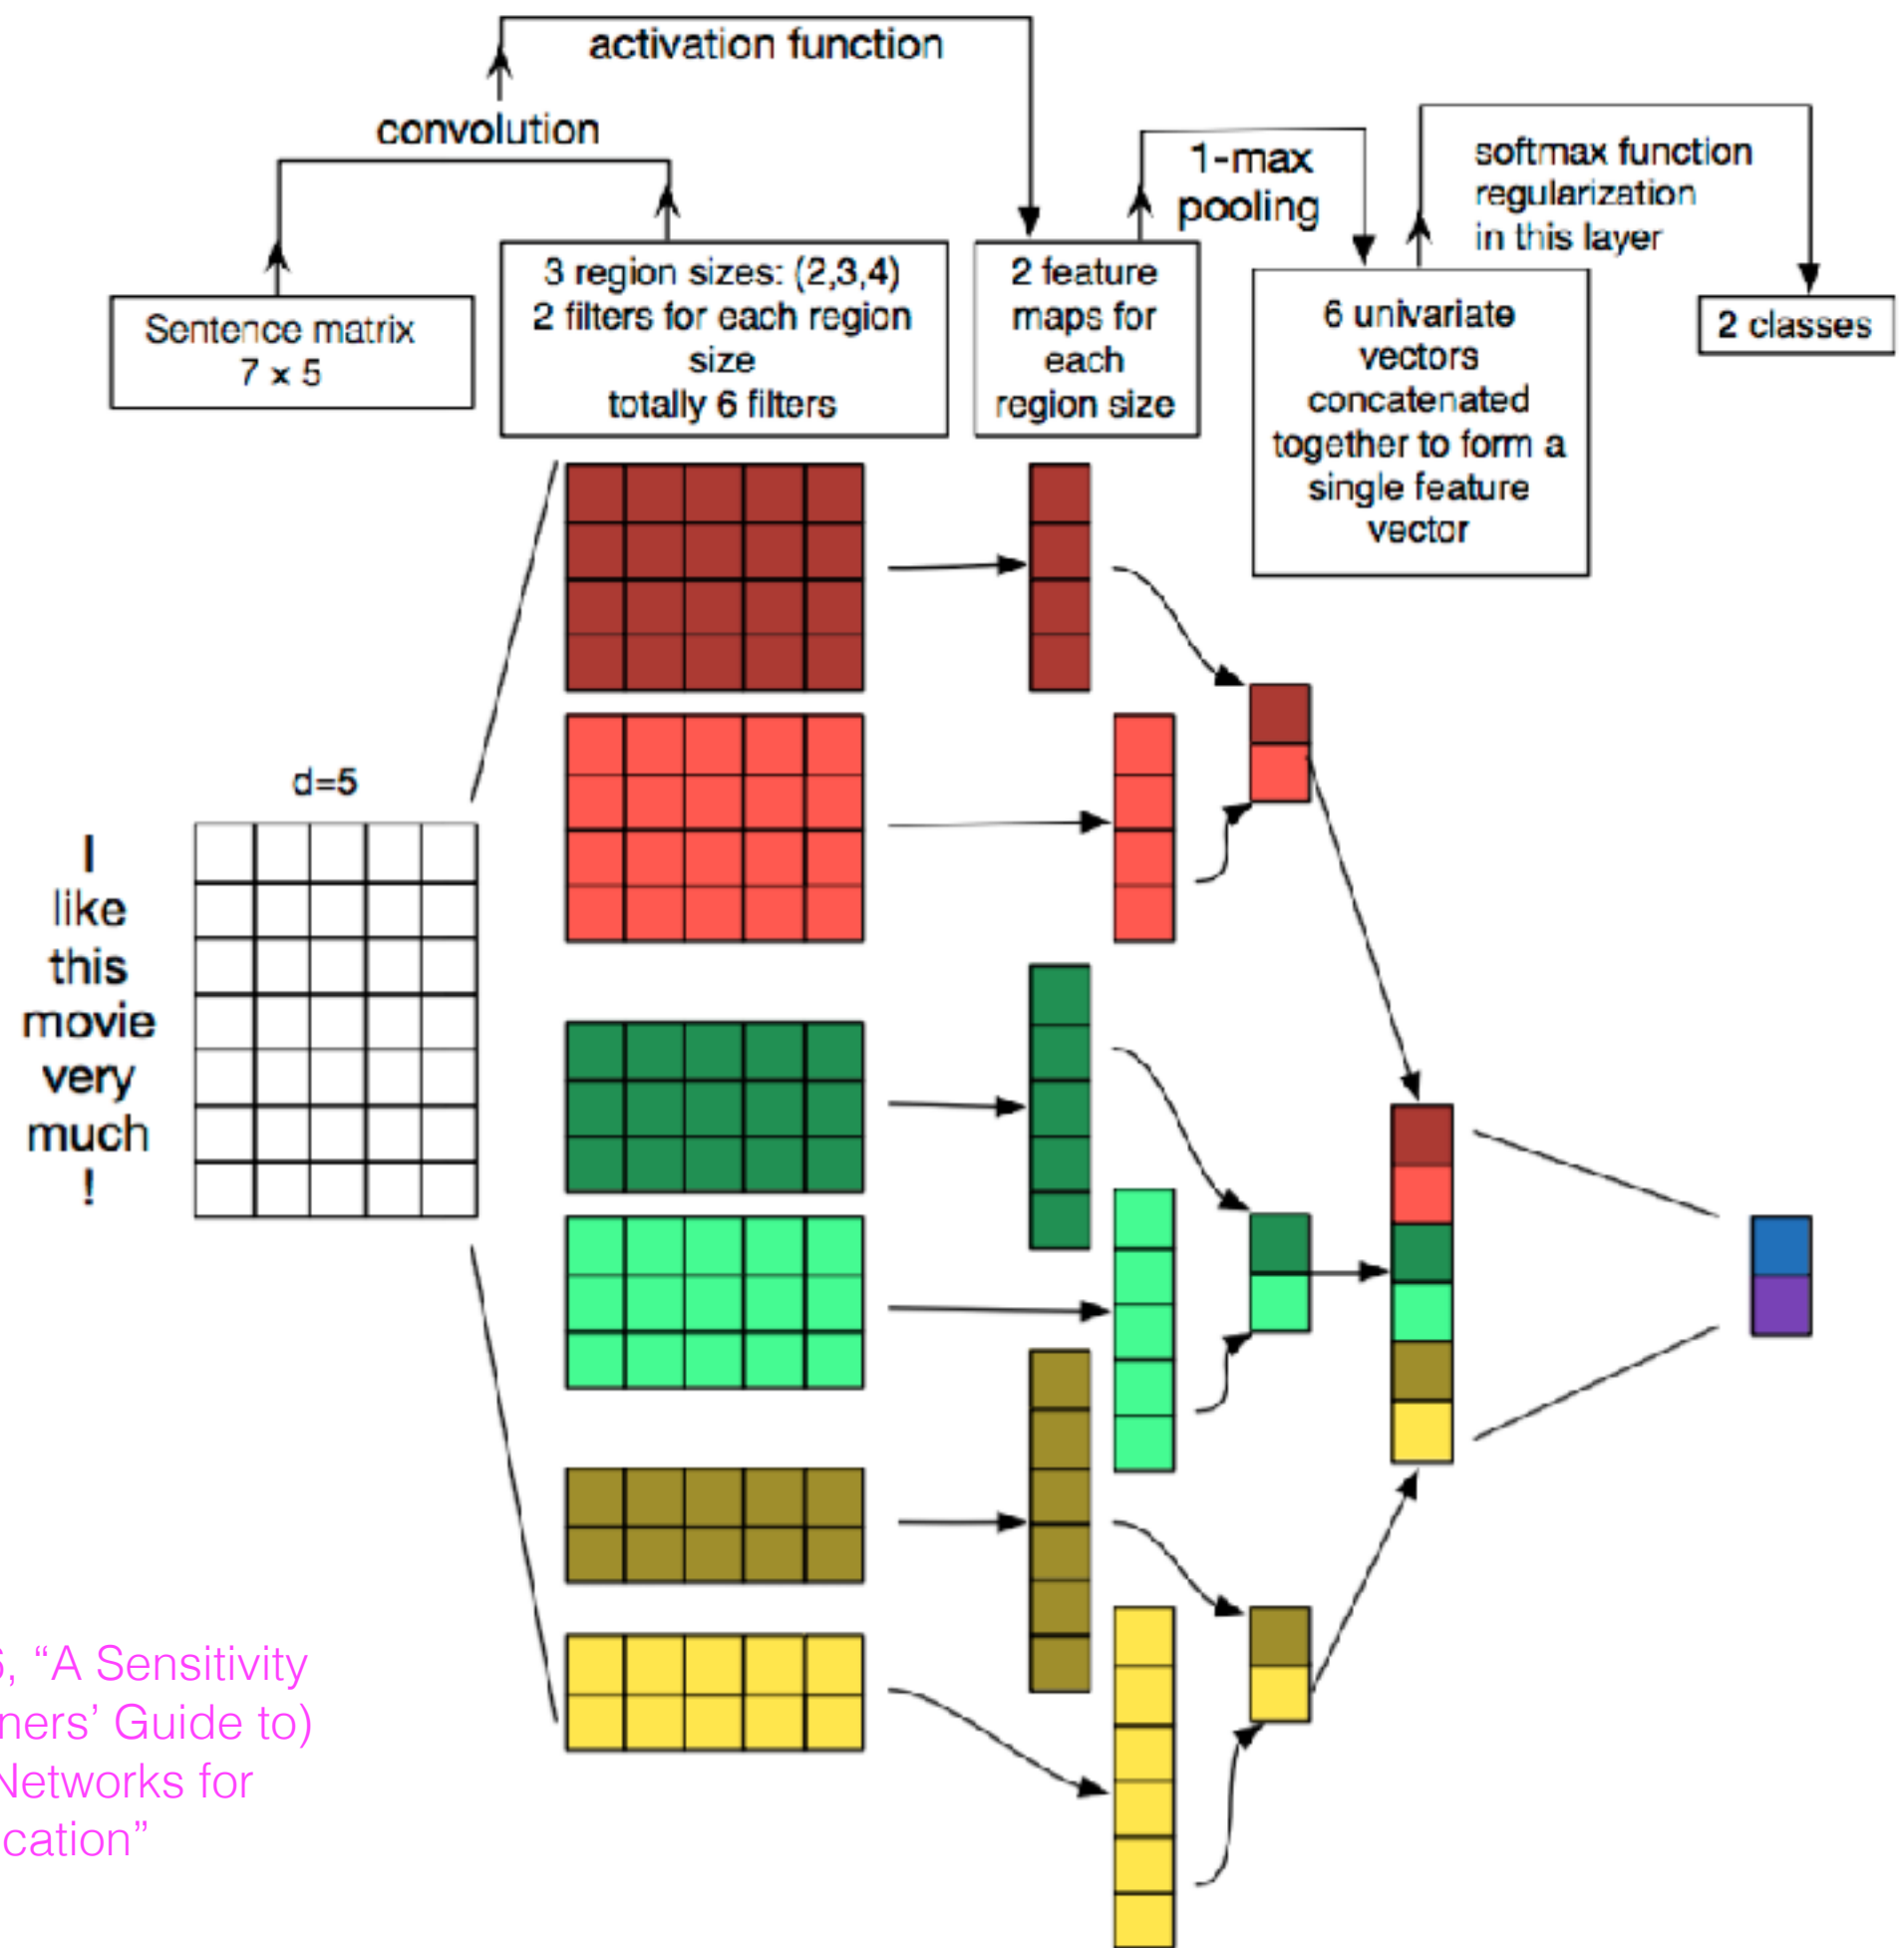 activation function
convolution
1-max
pooling
softmax function
regularization
in this layer
Sentence matrix
7 x 5
3 region sizes: (2,3,4)
2 filters for each region
size
totally 6 filters
2 feature
maps for
each
region size
6 univariate
vectors
concatenated
together to form a
single feature
vector
2 classes
d=5
I
like
this
movie
very
much
!
6, “A Sensitivity
ners’ Guide to)
Networks for
cation”